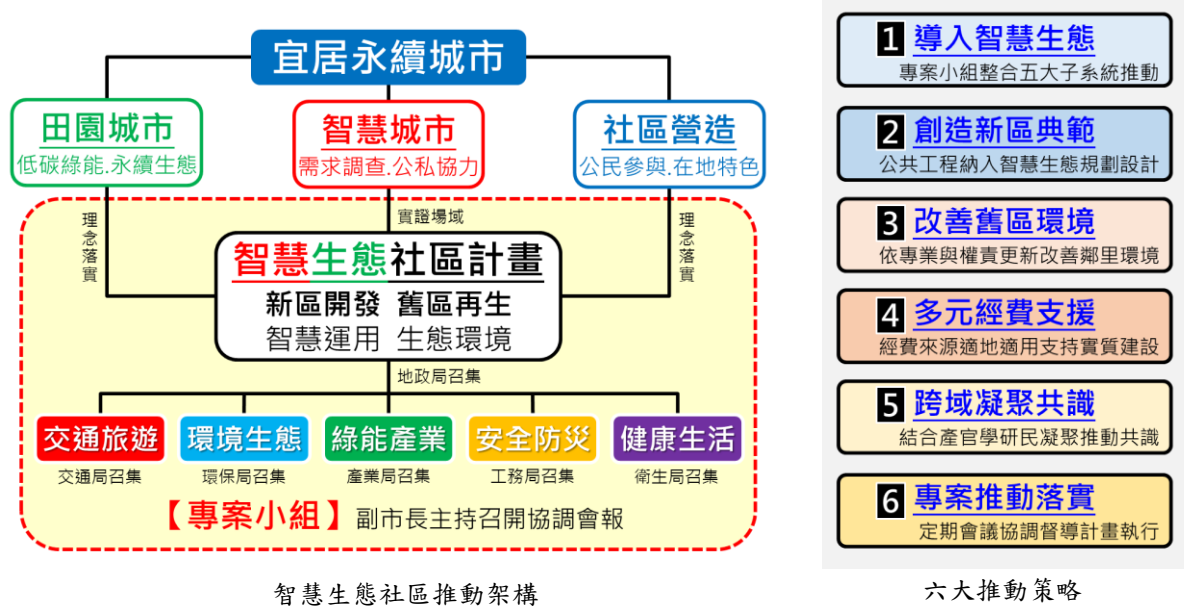 宜居永續城市
田園城市
低碳綠能.永續生態
智慧城市
需求調查.公私協力
社區營造
公民參與.在地特色
理念落實
實證場域
理念落實
智慧生態社區計畫
新區開發 舊區再生
智慧運用 生態環境
地政局召集
交通旅遊
交通局召集
環境生態
環保局召集
綠能產業
產業局召集
安全防災
工務局召集
健康生活
衛生局召集
【專案小組】副市長主持召開協調會報
智慧生態社區推動架構
1 導入智慧生態
專案小組整合五大子系統推動
2 創造新區典範
公共工程納入智慧生態規劃設計
3 改善舊區環境
依專業與權責更新改善鄰里環境
4 多元經費支援
經費來源適地適用支持實質建設
5 跨域凝聚共識
結合產官學研民凝聚推動共識
6 專案推動落實
定期會議協調督導計畫執行
六大推動策略